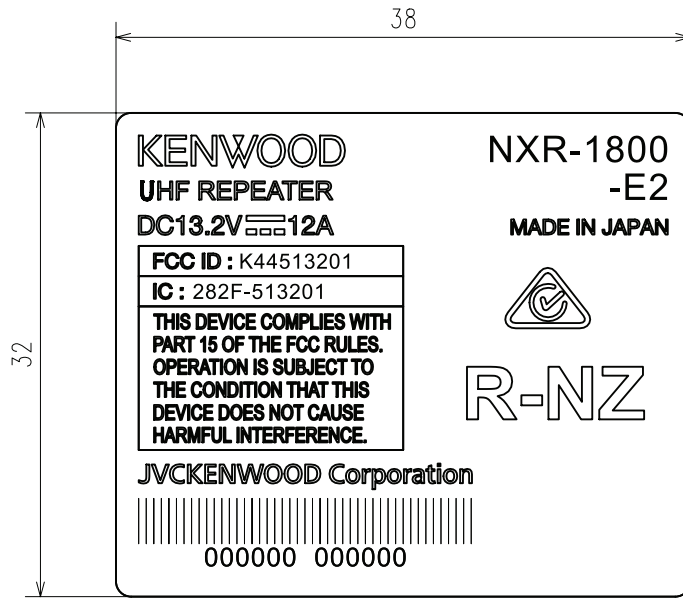 38
32
KENWOOD
NXR-1800
-E2
UHF REPEATER
DC13.2V 12A
MADE IN JAPAN
FCC ID : K44513201
IC : 282F-513201
THIS DEVICE COMPLIES WITH
PART 15 OF THE FCC RULES.
OPERATION IS SUBJECT TO
THE CONDITION THAT THIS
DEVICE DOES NOT CAUSE
HARMFUL INTERFERENCE.
R-NZ
JVCKENWOOD Corporation
000000 000000